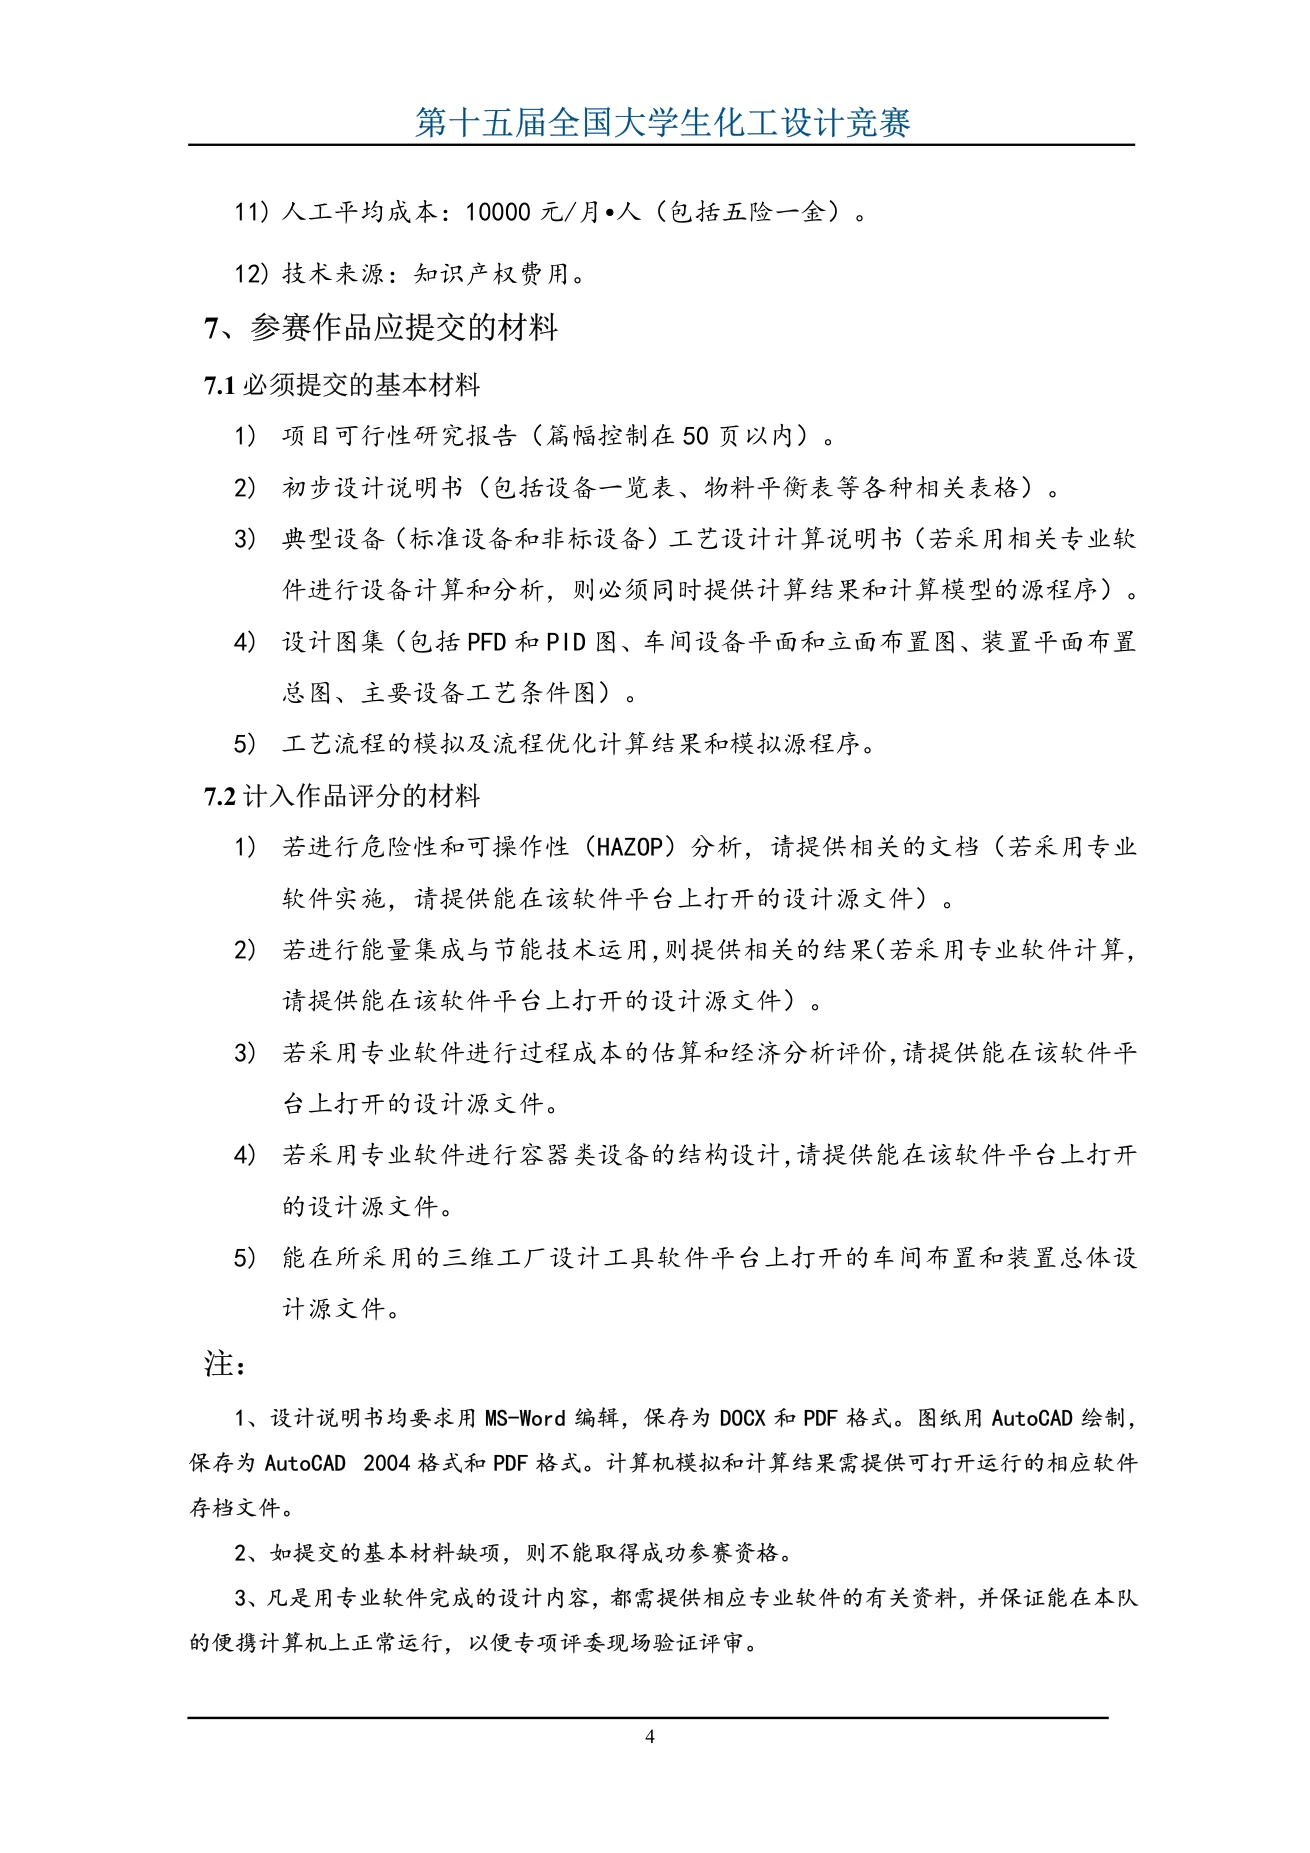 第十五届全国大学生化工设计竞赛
11) 人工平均成本：10000 元/月•人（包括五险一金）。
12) 技术来源：知识产权费用。
7、参赛作品应提交的材料
7.1 必须提交的基本材料
1) 项目可行性研究报告（篇幅控制在 50 页以内）。
2) 初步设计说明书（包括设备一览表、物料平衡表等各种相关表格）。
3) 典型设备（标准设备和非标设备）工艺设计计算说明书（若采用相关专业软
件进行设备计算和分析，则必须同时提供计算结果和计算模型的源程序）。
4) 设计图集（包括 PFD 和 PID 图、车间设备平面和立面布置图、装置平面布置
总图、主要设备工艺条件图）。
5) 工艺流程的模拟及流程优化计算结果和模拟源程序。
7.2 计入作品评分的材料
1) 若进行危险性和可操作性（HAZOP）分析，请提供相关的文档（若采用专业
软件实施，请提供能在该软件平台上打开的设计源文件）。
2) 若进行能量集成与节能技术运用,则提供相关的结果(若采用专业软件计算,
请提供能在该软件平台上打开的设计源文件）。
3) 若采用专业软件进行过程成本的估算和经济分析评价,请提供能在该软件平
台上打开的设计源文件。
4) 若采用专业软件进行容器类设备的结构设计,请提供能在该软件平台上打开
的设计源文件。
5) 能在所采用的三维工厂设计工具软件平台上打开的车间布置和装置总体设
计源文件。
注：
1、设计说明书均要求用 MS-Word 编辑，保存为 DOCX 和 PDF 格式。图纸用 AutoCAD 绘制，
保存为 AutoCAD 2004 格式和 PDF 格式。计算机模拟和计算结果需提供可打开运行的相应软件
存档文件。
2、如提交的基本材料缺项，则不能取得成功参赛资格。
3、凡是用专业软件完成的设计内容，都需提供相应专业软件的有关资料，并保证能在本队
的便携计算机上正常运行，以便专项评委现场验证评审。
4